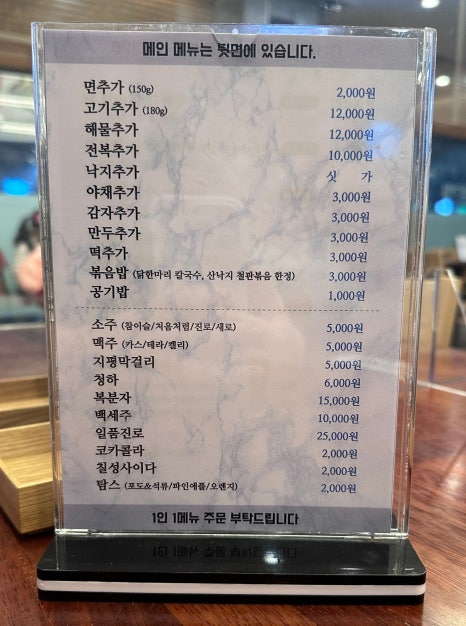 메인 메뉴는 뒷면에 있습니다.
면추가 (150g) 2,000원
고기추가 (180g) 12,000원
해물추가 12,000원
전복추가 10,000원
낙지추가 싯 가
야채추가 3,000원
감자추가 3,000원
만두추가 3,000원
떡추가 3,000원
볶음밥 (닭한마리 칼국수, 산낙지 철판볶음 한정) 3,000원
공기밥 1,000원
소주 (참이슬/처음처럼/진로/새로) 5,000원
맥주 (카스/테라/켈리) 5,000원
지평막걸리 5,000원
청하 6,000원
복분자 15,000원
백세주 10,000원
일품진로 25,000원
코카콜라 2,000원
칠성사이다 2,000원
탐스 (포도&석류/파인애플/오렌지) 2,000원
1인 1메뉴 주문 부탁드립니다